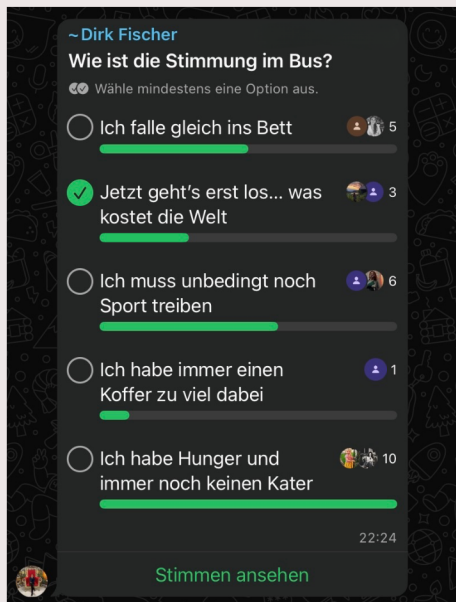 ~Dirk Fischer
Wie ist die Stimmung im Bus?
Wähle mindestens eine Option aus.
Ich falle gleich ins Bett 5
Jetzt geht's erst los... was 3
kostet die Welt
Ich muss unbedingt noch 6
Sport treiben
Ich habe immer einen 1
Koffer zu viel dabei
Ich habe Hunger und 10
immer noch keinen Kater
22:24
Stimmen ansehen